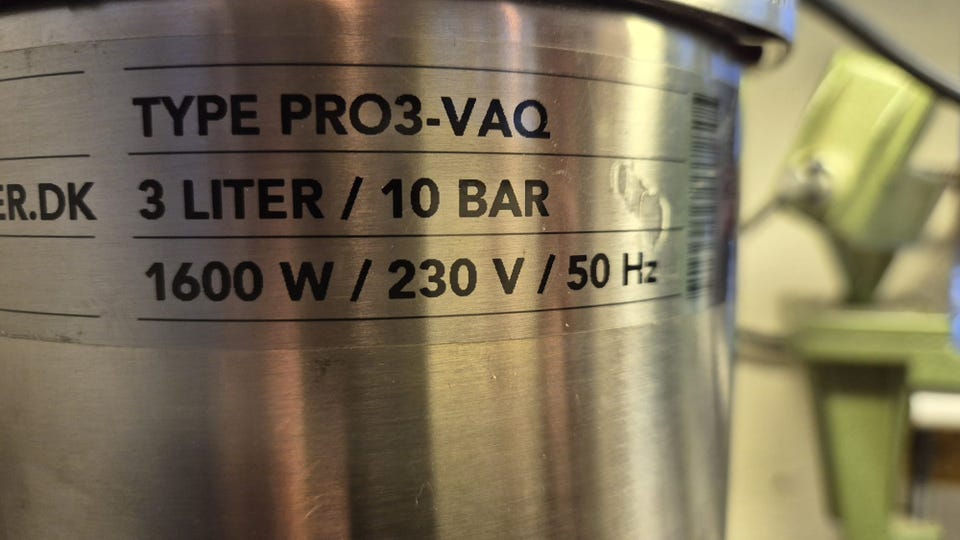 TYPE PRO3-VAQ
ER.DK 3 LITER / 10 BAR
1600 W / 230 V / 50 Hz